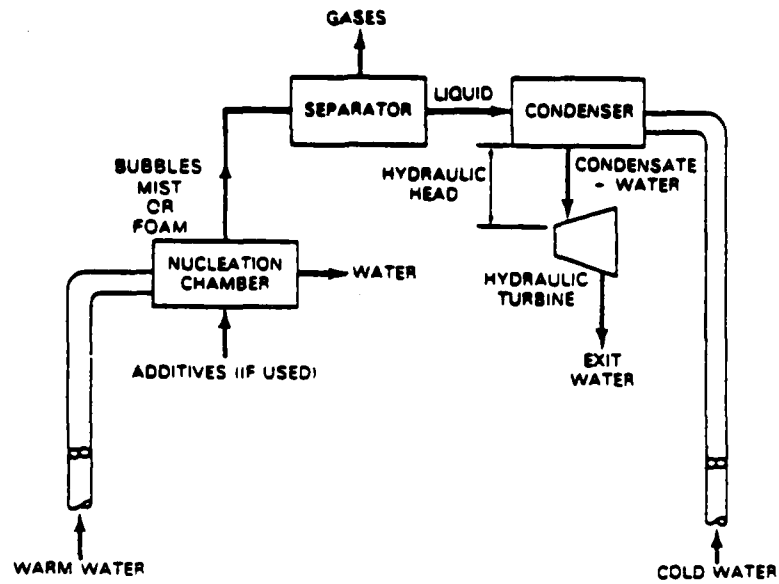 GASES
SEPARATOR
LIQUID
CONDENSER
BUBBLES
MIST
OR
FOAM
HYDRAULIC
HEAD
CONDENSATE
- WATER
NUCLEATION
CHAMBER
WATER
HYDRAULIC
TURBINE
ADDITIVES (IF USED)
EXIT
WATER
WARM WATER
COLD WATER